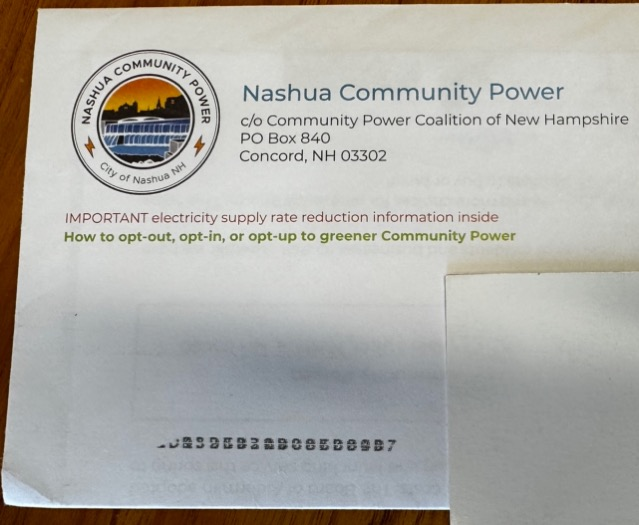 NASHUA COMMUNITY POWER
City of Nashua NH
Nashua Community Power
c/o Community Power Coalition of New Hampshire
PO Box 840
Concord, NH 03302
IMPORTANT electricity supply rate reduction information inside
How to opt-out, opt-in, or opt-up to greener Community Power